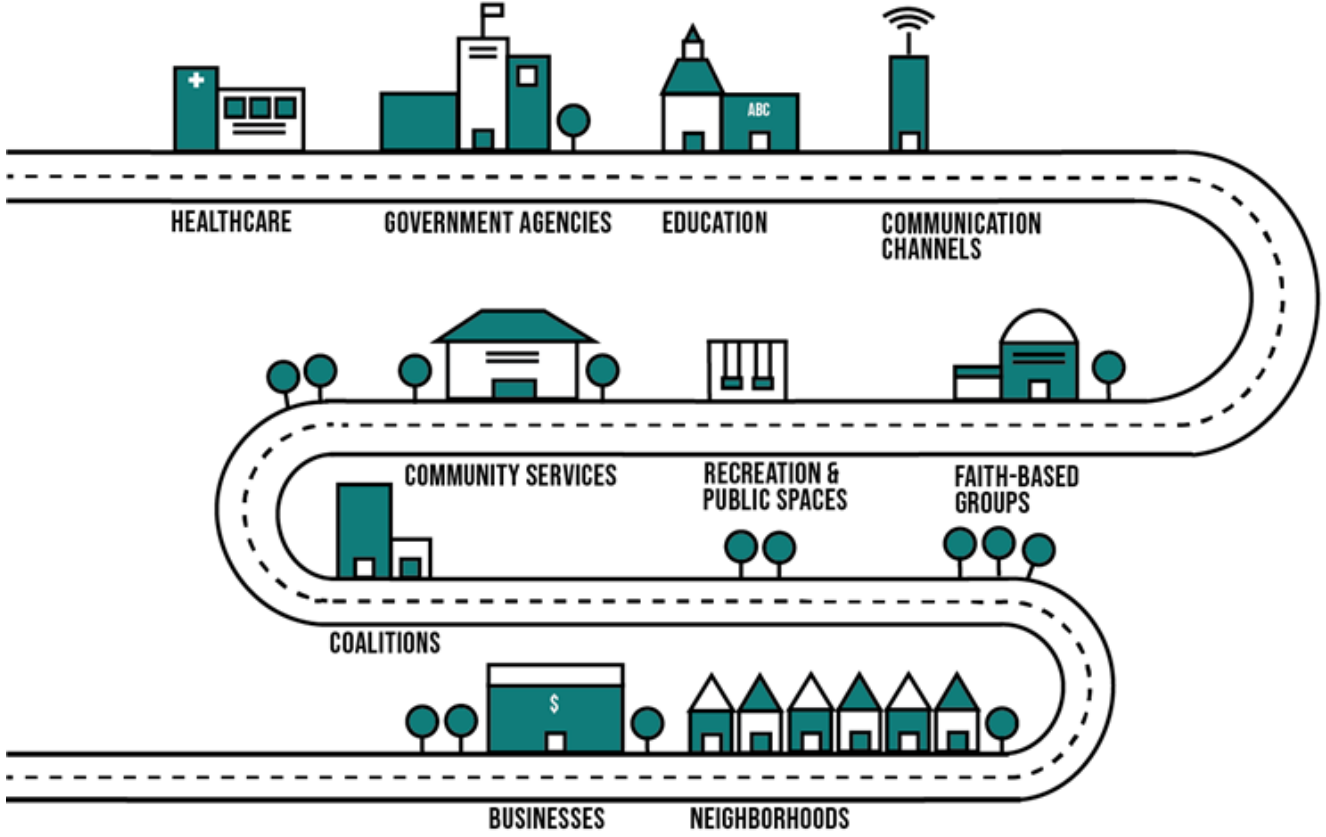 ABC
HEALTHCARE
GOVERNMENT AGENCIES
EDUCATION
COMMUNICATION
CHANNELS
COMMUNITY SERVICES
RECREATION &
PUBLIC SPACES
FAITH-BASED
GROUPS
COALITIONS
$
BUSINESSES
NEIGHBORHOODS